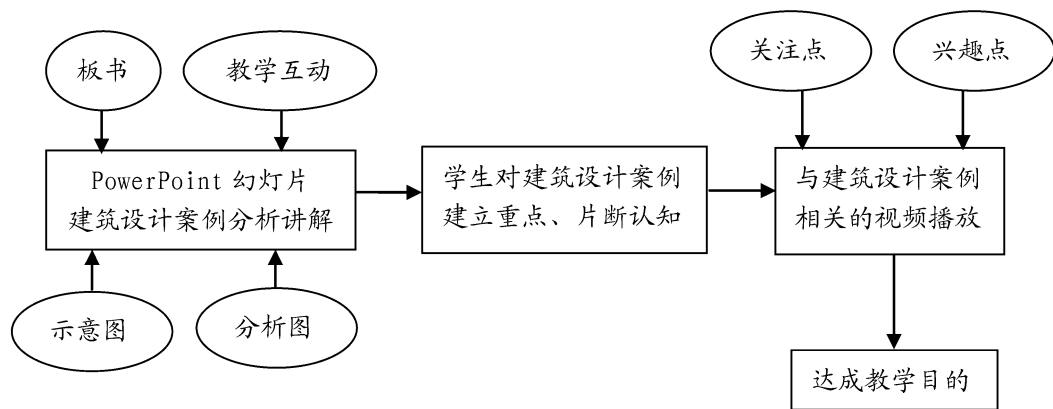 板书
教学互动
关注点
兴趣点
PowerPoint 幻灯片
建筑设计案例分析讲解
学生对建筑设计案例
建立重点、片断认知
与建筑设计案例
相关的视频播放
示意图
分析图
达成教学目的